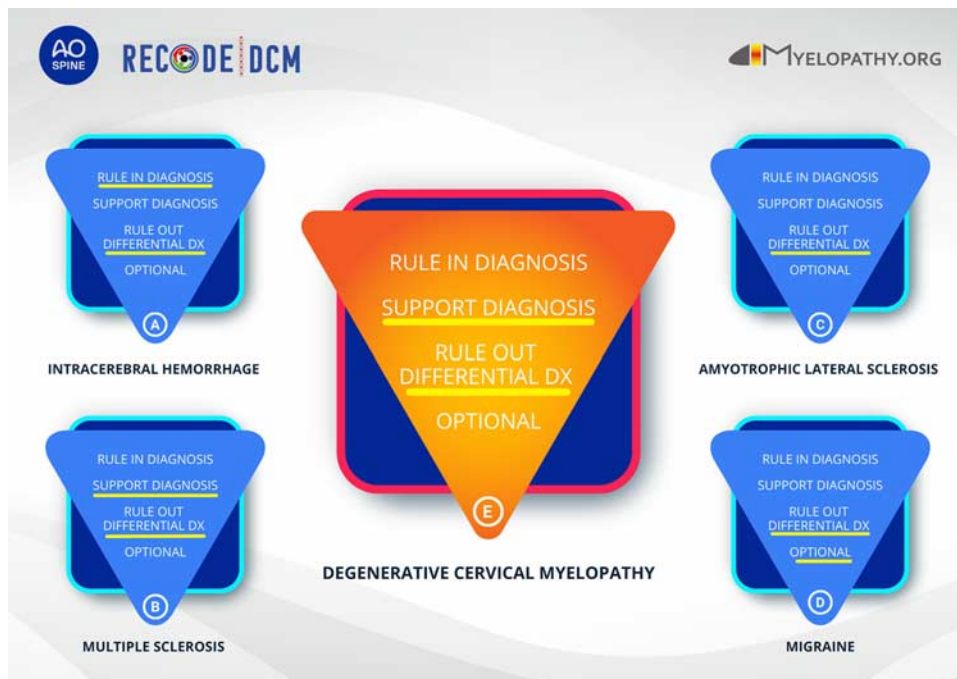 AO
SPINE
RECODE DCM
MYELOPATHY.ORG
RULE IN DIAGNOSIS
SUPPORT DIAGNOSIS
RULE OUT
DIFFERENTIAL DX
OPTIONAL
A
INTRACEREBRAL HEMORRHAGE
RULE IN DIAGNOSIS
SUPPORT DIAGNOSIS
RULE OUT
DIFFERENTIAL DX
OPTIONAL
B
MULTIPLE SCLEROSIS
RULE IN DIAGNOSIS
SUPPORT DIAGNOSIS
RULE OUT
DIFFERENTIAL DX
OPTIONAL
E
DEGENERATIVE CERVICAL MYELOPATHY
RULE IN DIAGNOSIS
SUPPORT DIAGNOSIS
RULE OUT
DIFFERENTIAL DX
OPTIONAL
C
AMYOTROPHIC LATERAL SCLEROSIS
RULE IN DIAGNOSIS
SUPPORT DIAGNOSIS
RULE OUT
DIFFERENTIAL DX
OPTIONAL
D
MIGRAINE